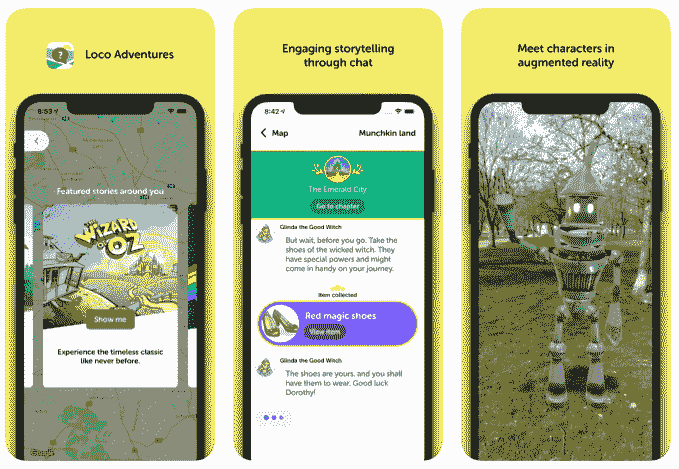 Loco Adventures
8:53
Featured stories around you
THE
WIZARD
OF OZ
Show me
Experience the timeless classic
like never before.
Google
Engaging storytelling
through chat
8:42
Map
Munchkin land
The Emerald City
Go to chapter
Glinda the Good Witch
But wait, before you go. Take the
shoes of the wicked witch. They
have special powers and might
come in handy on your journey.
Item collected
Red magic shoes
Glinda the Good Witch
The shoes are yours, and you shall
have them to wear. Good luck
Dorothy!
Meet characters in
augmented reality